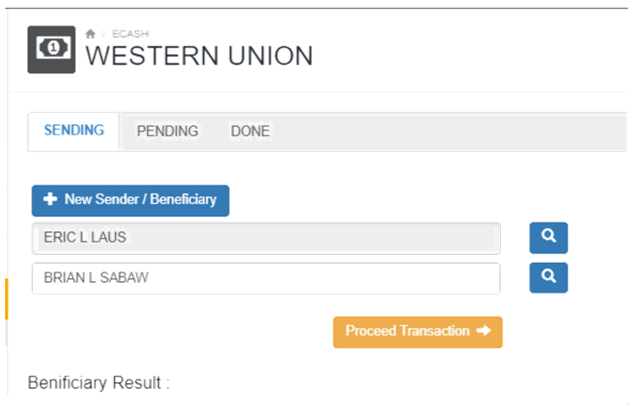 / ECASH
WESTERN UNION
SENDING PENDING DONE
New Sender / Beneficiary
ERIC L LAUS
BRIAN L SABAW
Proceed Transaction
Benificiary Result :